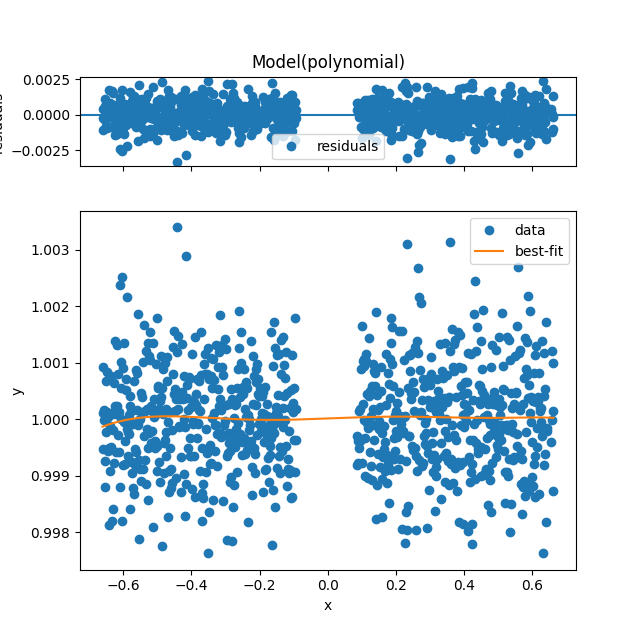 Model(polynomial)
0.0025
0.0000
−0.0025
residuals
residuals
data
best-fit
1.003
1.002
1.001
1.000
0.999
0.998
y
−0.6 −0.4 −0.2 0.0 0.2 0.4 0.6
x